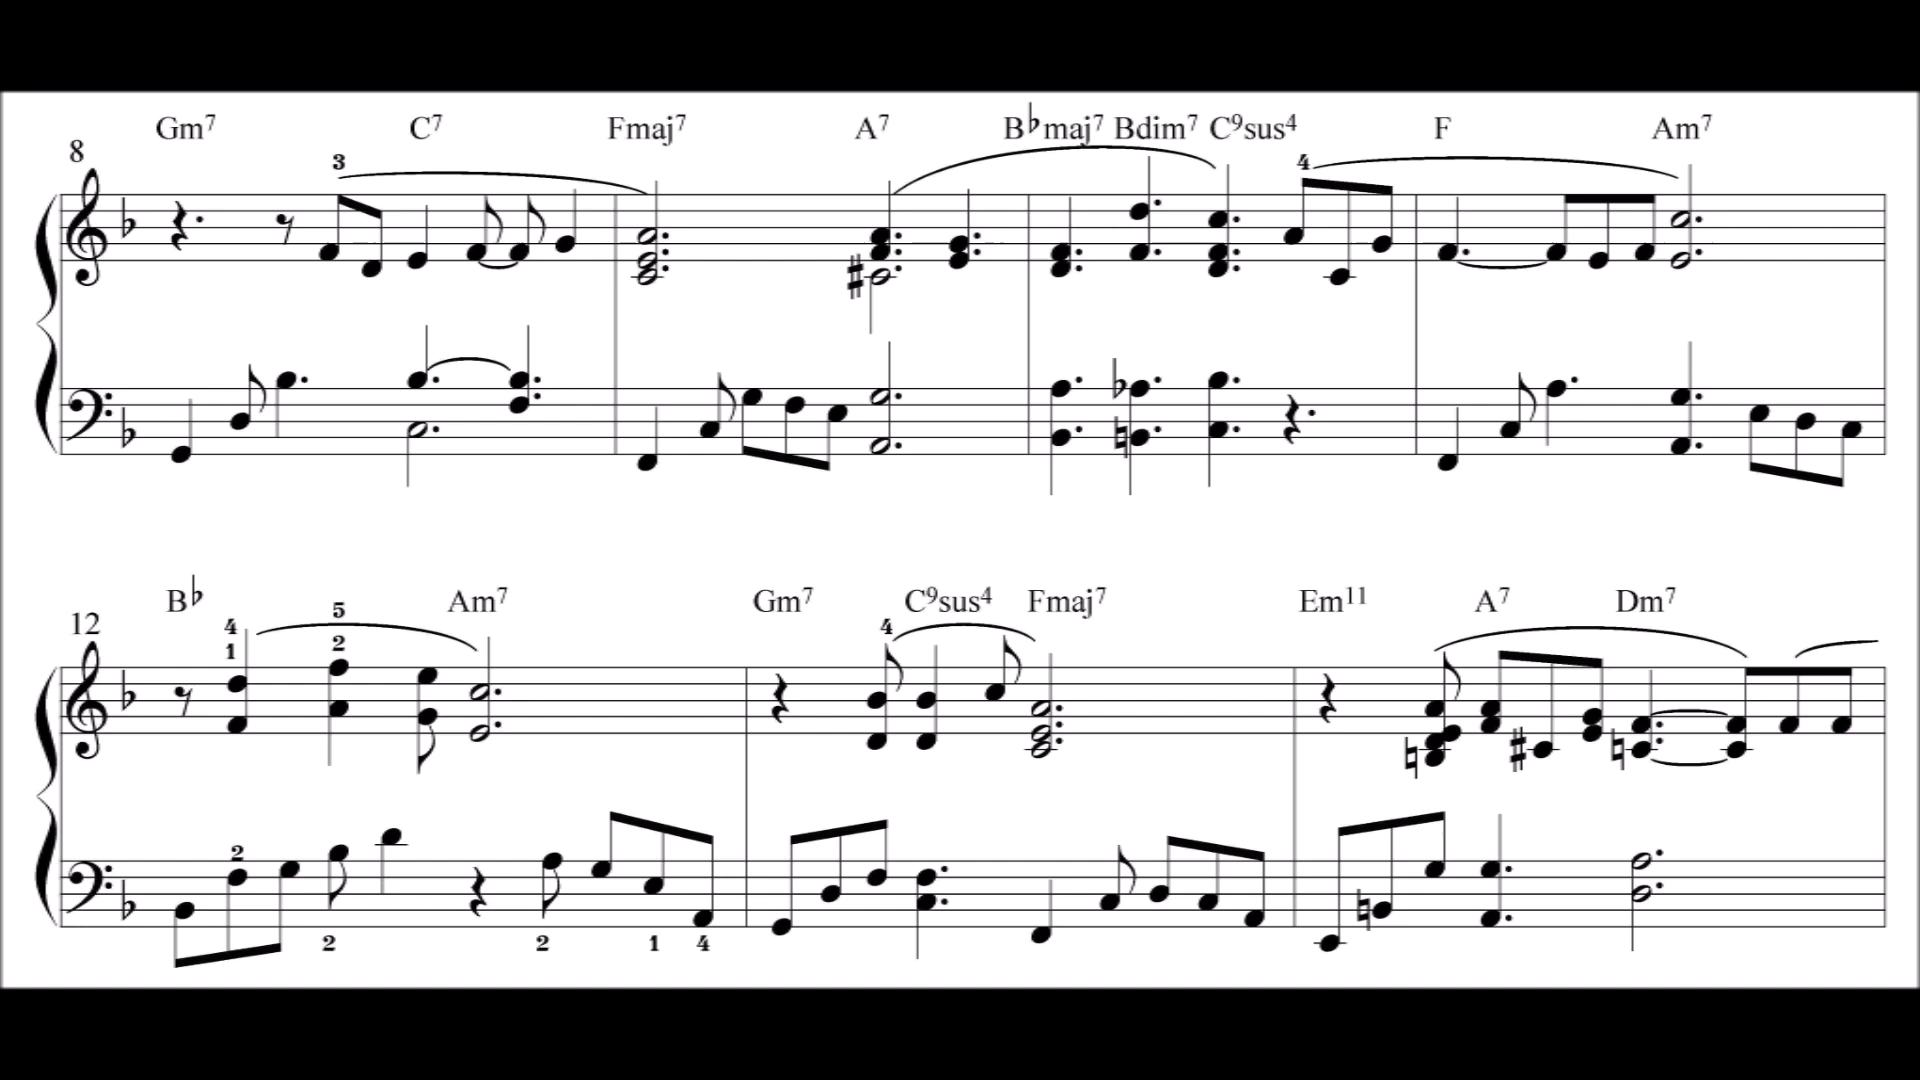 Gm7 C7 Fmaj7 A7 B♭maj7 Bdim7 C9sus4 F Am7
8
3 4
B♭ Am7 Gm7 C9sus4 Fmaj7 Em11 A7 Dm7
12
4 5 4
1 2
2
2 2 1 4